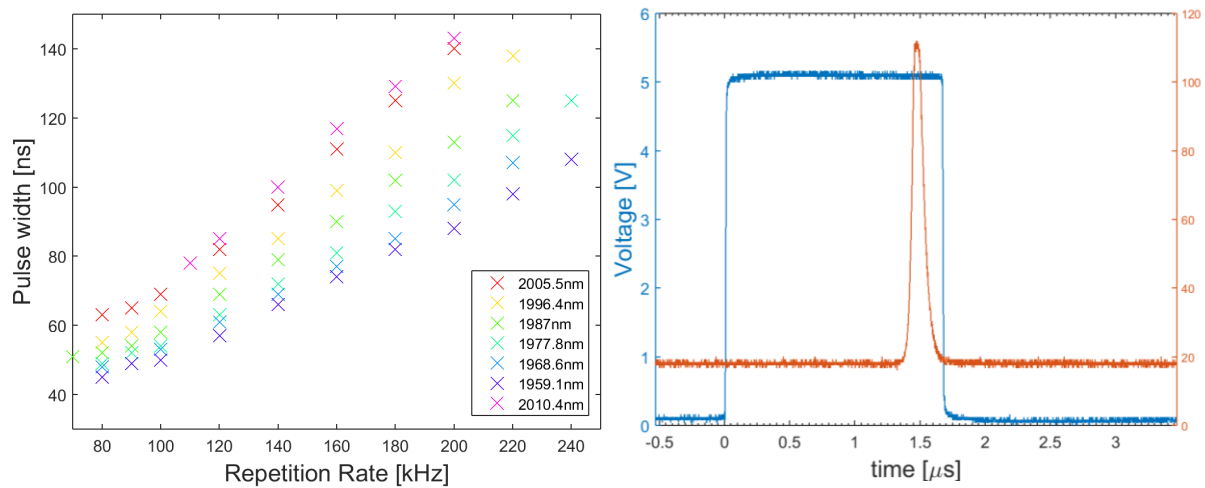 140
120
100
80
60
40
Pulse width [ns]
80 100 120 140 160 180 200 220 240
Repetition Rate [kHz]
2005.5nm
1996.4nm
1987nm
1977.8nm
1968.6nm
1959.1nm
2010.4nm
6
5
4
3
2
1
0
Voltage [V]
120
100
80
60
40
20
0
-0.5 0 0.5 1 1.5 2 2.5 3
time [μs]